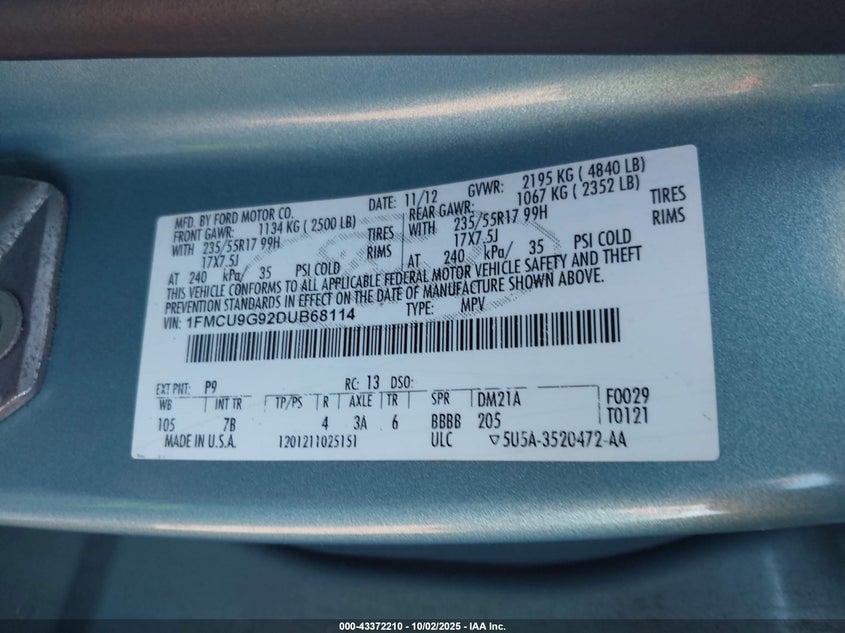 MFD. BY FORD MOTOR CO. DATE: 11/12 GVWR: 2195 KG ( 4840 LB)
FRONT GAWR: 1134 KG ( 2500 LB) REAR GAWR: 1067 KG ( 2352 LB)
WITH 235/55R17 99H TIRES WITH 235/55R17 99H TIRES
17X7.5J RIMS 17X7.5J RIMS
AT 240 kPa/ 35 PSI COLD AT 240 kPa/ 35 PSI COLD
THIS VEHICLE CONFORMS TO ALL APPLICABLE FEDERAL MOTOR VEHICLE SAFETY AND THEFT
PREVENTION STANDARDS IN EFFECT ON THE DATE OF MANUFACTURE SHOWN ABOVE.
VIN: 1FMCU9G92DUB68114 TYPE: MPV
EXT PNT: P9 RC: 13 DSO:
WB INT TR TP/PS R AXLE TR SPR DM21A F0029
105 7B 4 3A 6 BBBB 205 T0121
MADE IN U.S.A. 1201211025151 ULC 5U5A-3520472-AA
000-43372210 - 10/02/2025 - IAA Inc.